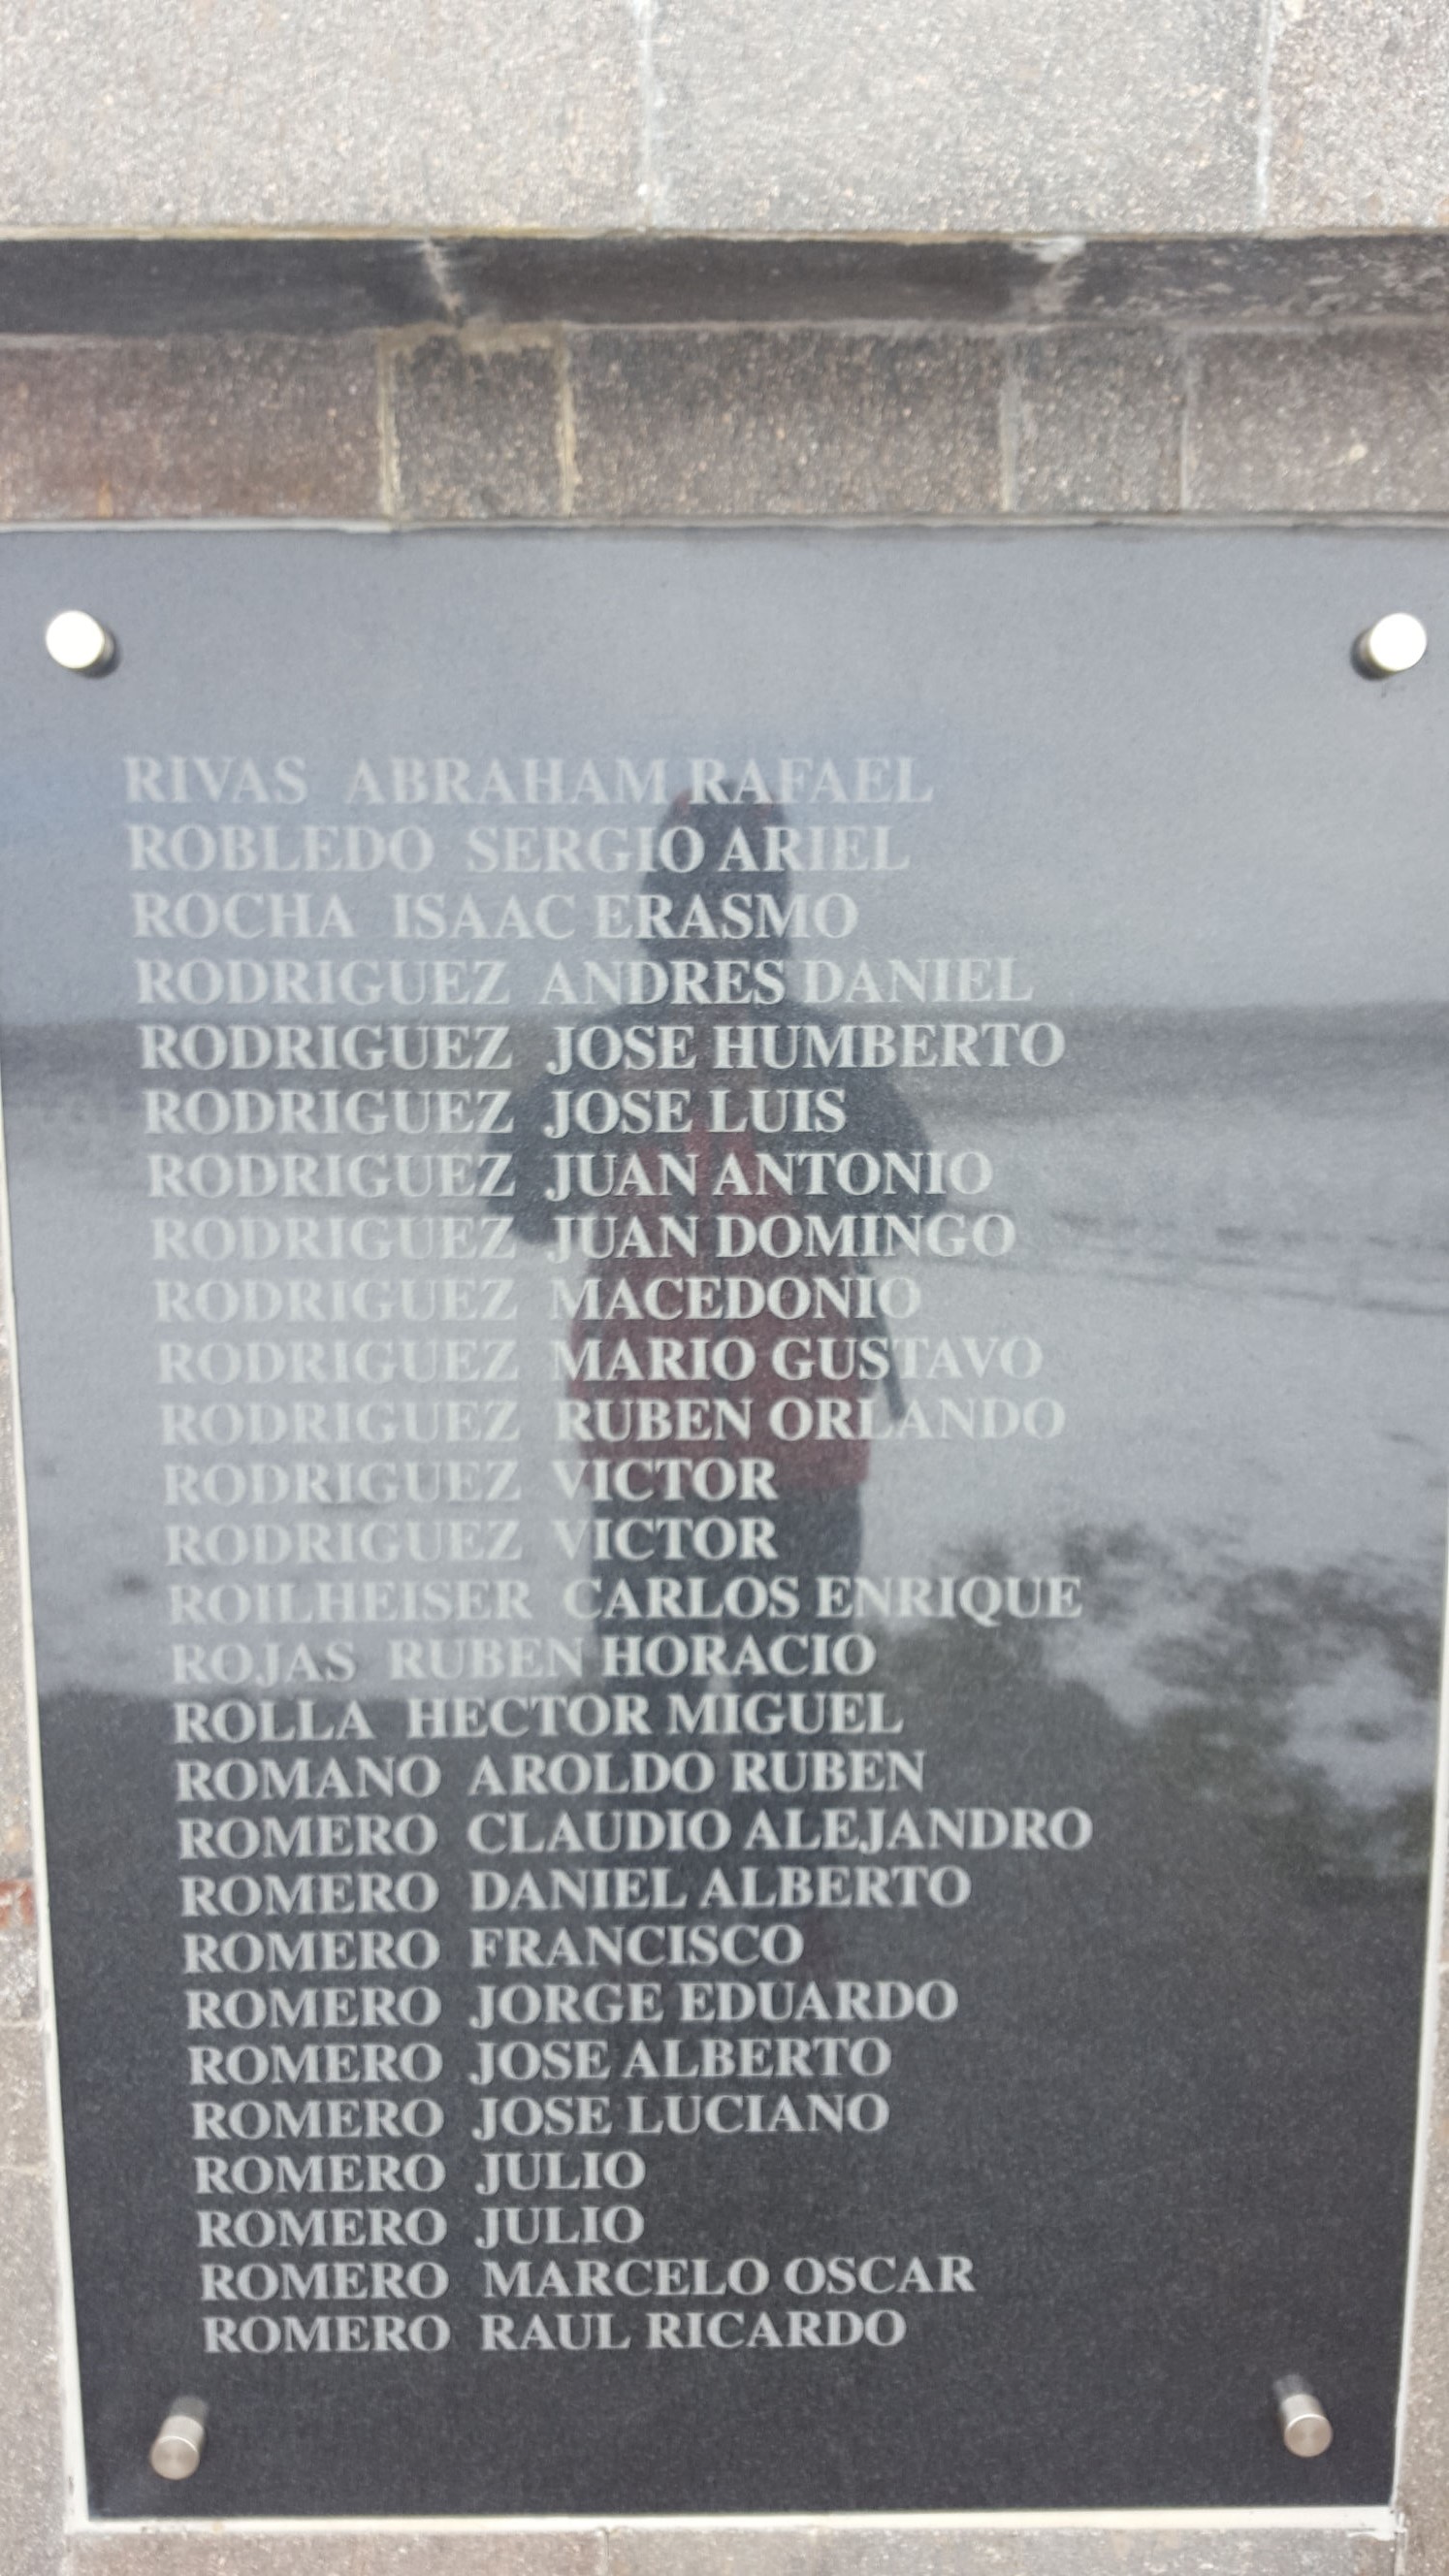 RIVAS ABRAHAM RAFAEL
ROBLEDO SERGIO ARIEL
ROCHA ISAAC ERASMO
RODRIGUEZ ANDRES DANIEL
RODRIGUEZ JOSE HUMBERTO
RODRIGUEZ JOSE LUIS
RODRIGUEZ JUAN ANTONIO
RODRIGUEZ JUAN DOMINGO
RODRIGUEZ MACEDONIO
RODRIGUEZ MARIO GUSTAVO
RODRIGUEZ RUBEN ORLANDO
RODRIGUEZ VICTOR
RODRIGUEZ VICTOR
ROILHEISER CARLOS ENRIQUE
ROJAS RUBEN HORACIO
ROLLA HECTOR MIGUEL
ROMANO AROLDO RUBEN
ROMERO CLAUDIO ALEJANDRO
ROMERO DANIEL ALBERTO
ROMERO FRANCISCO
ROMERO JORGE EDUARDO
ROMERO JOSE ALBERTO
ROMERO JOSE LUCIANO
ROMERO JULIO
ROMERO JULIO
ROMERO MARCELO OSCAR
ROMERO RAUL RICARDO